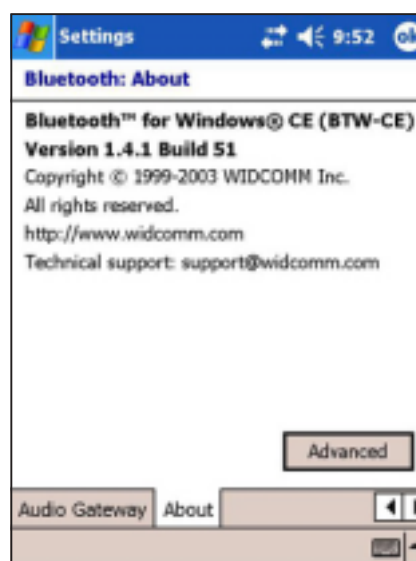 Settings 9:52 ok
Bluetooth: About
Bluetooth™ for Windows® CE (BTW-CE)
Version 1.4.1 Build 51
Copyright © 1999-2003 WIDCOMM Inc.
All rights reserved.
http://www.widcomm.com
Technical support: support@widcomm.com
Advanced
Audio Gateway About